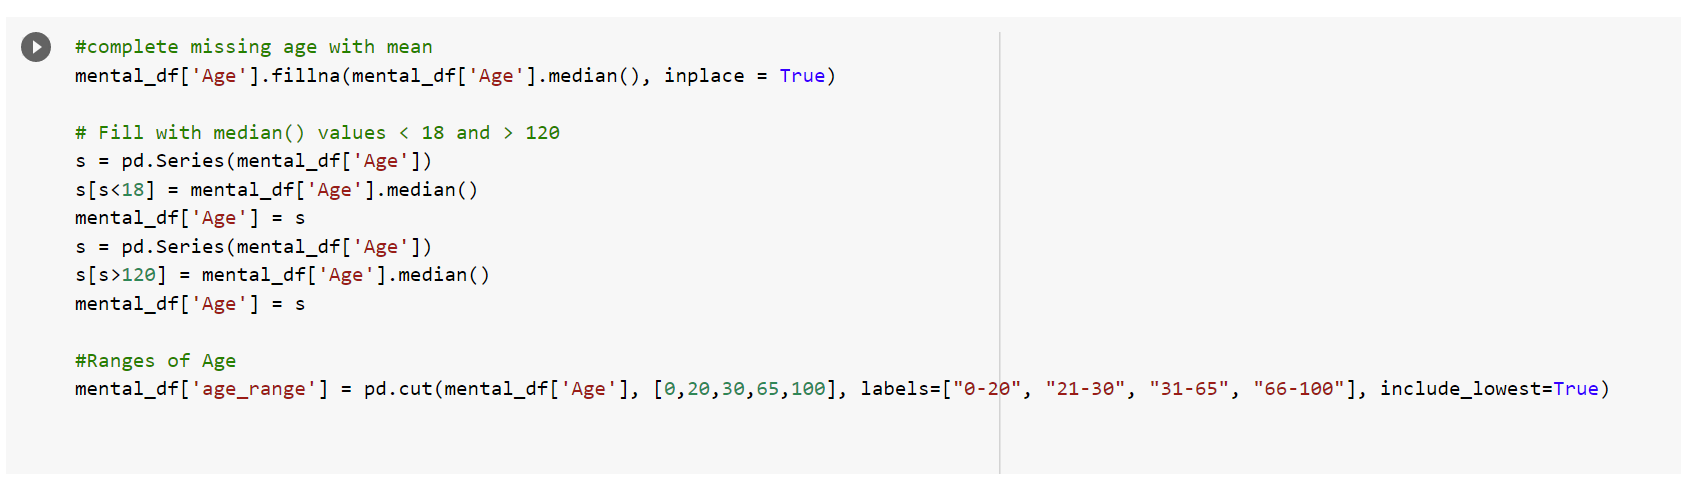 #complete missing age with mean
mental_df['Age'].fillna(mental_df['Age'].median(), inplace = True)
# Fill with median() values < 18 and > 120
s = pd.Series(mental_df['Age'])
s[s<18] = mental_df['Age'].median()
mental_df['Age'] = s
s = pd.Series(mental_df['Age'])
s[s>120] = mental_df['Age'].median()
mental_df['Age'] = s
#Ranges of Age
mental_df['age_range'] = pd.cut(mental_df['Age'], [0,20,30,65,100], labels=["0-20", "21-30", "31-65", "66-100"], include_lowest=True)